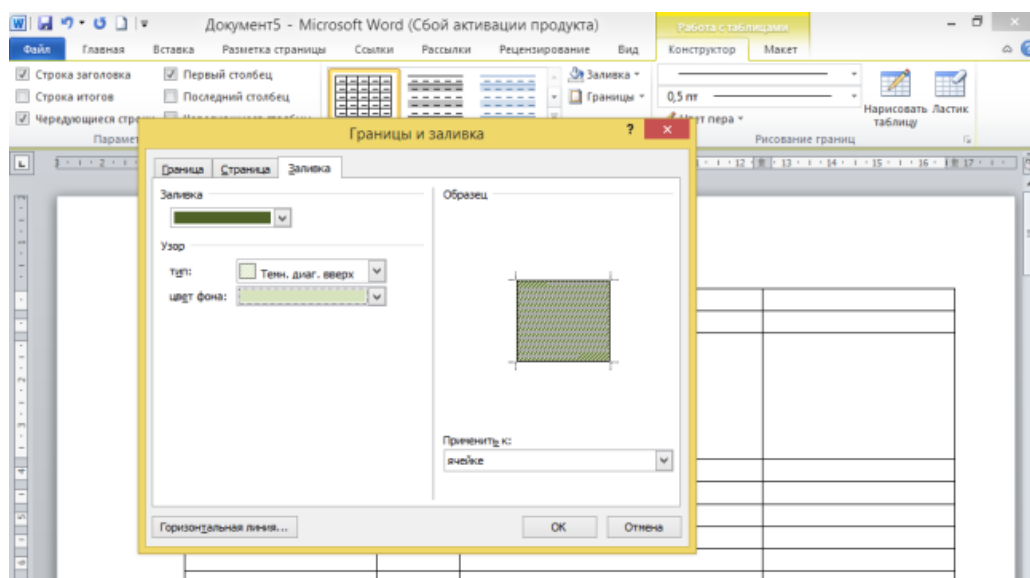 Документ5 - Microsoft Word (Сбой активации продукта)
Работа с таблицами
Файл Главная Вставка Разметка страницы Ссылки Рассылки Рецензирование Вид Конструктор Макет
Строка заголовка Первый столбец Заливка
Строка итогов Последний столбец Границы 0,5 пт
Чередующиеся пера
Нарисовать таблицу Ластик
Рисование границ
Границы и заливка
Граница Страница Заливка
Заливка
Образец
Узор
тип: Темн. диаг. вверх
цвет фона:
Применить к:
ячейке
Горизонтальная линия... ОК Отмена